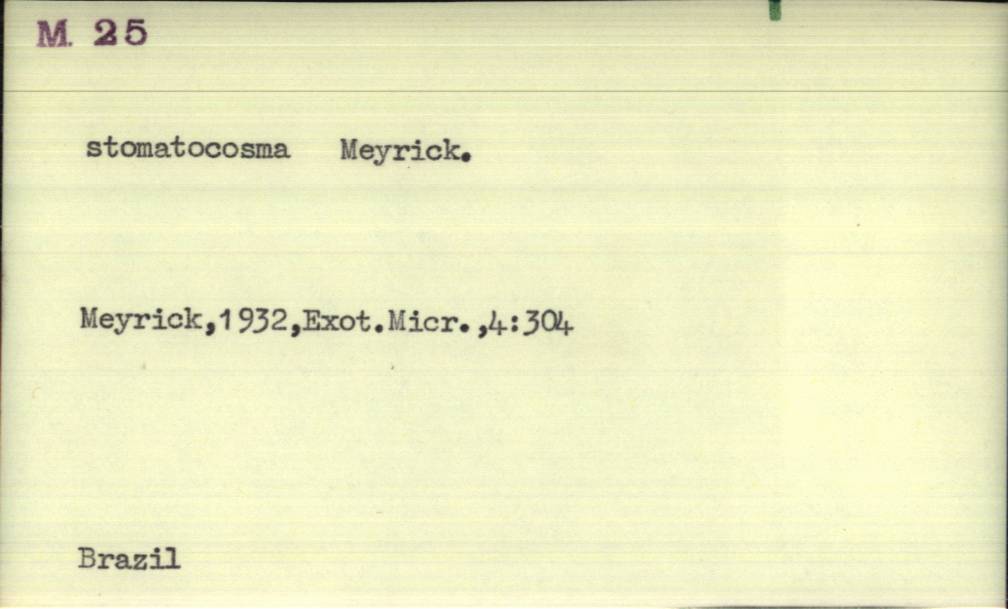 M. 25
stomatocosma Meyrick.
Meyrick,1932,Exot.Micr.,4:304
Brazil